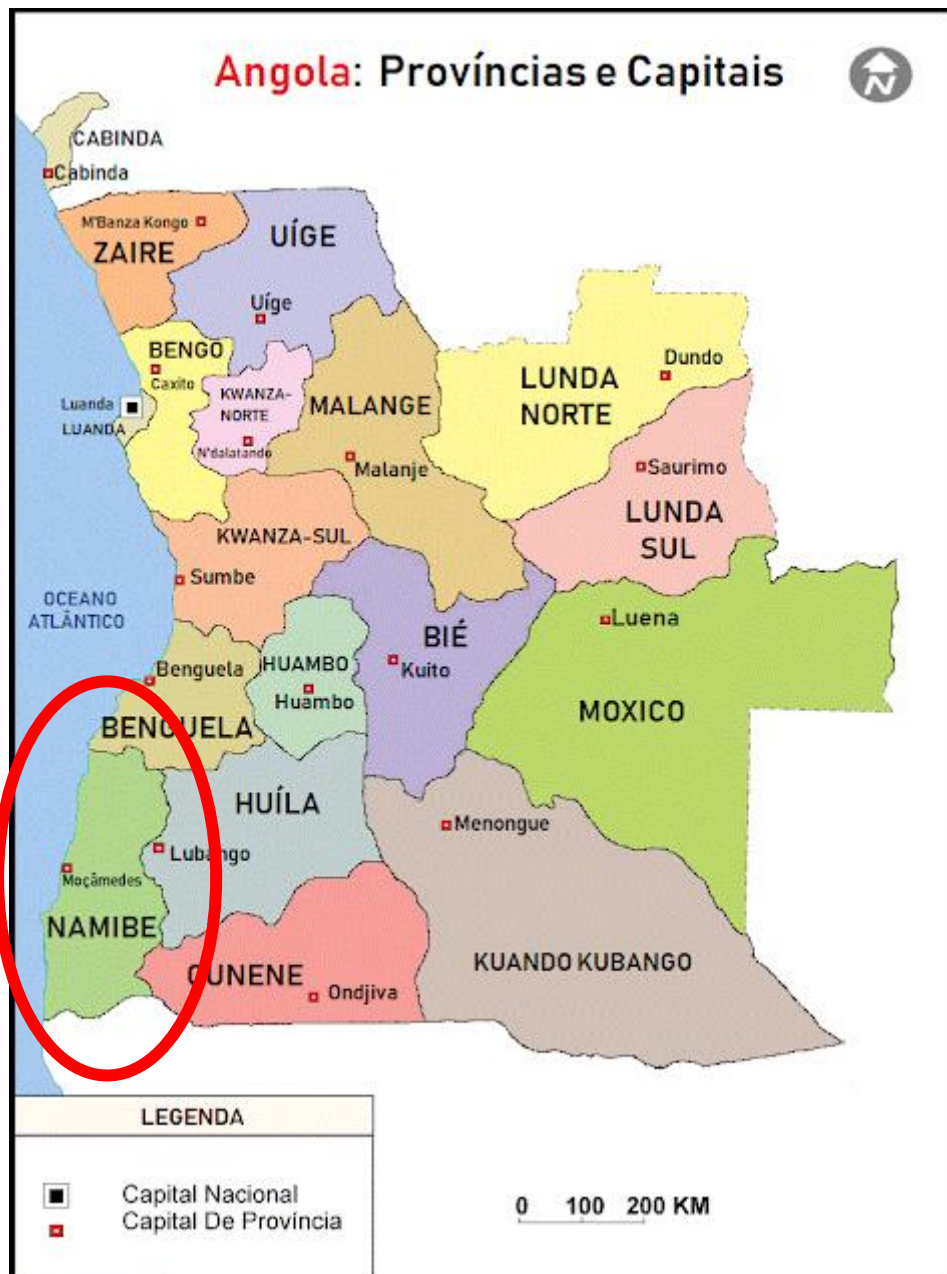 Angola: Províncias e Capitais
N
CABINDA
Cabinda
M'Banza Kongo
ZAIRE
UÍGE
Uíge
BENGO
Caxito
Luanda
LUANDA
KWANZA-
NORTE
N'dalatando
MALANGE
Malanje
LUNDA
NORTE
Dundo
Saurimo
LUNDA
SUL
KWANZA-SUL
Sumbe
OCEANO
ATLÂNTICO
Benguela
BENGUELA
HUAMBO
Huambo
BIÉ
Kuito
Luena
MOXICO
HUÍLA
Lubango
Menongue
Moçâmedes
NAMIBE
CUNENE
Ondjiva
KUANDO KUBANGO
LEGENDA
Capital Nacional
Capital De Província
0 100 200 KM